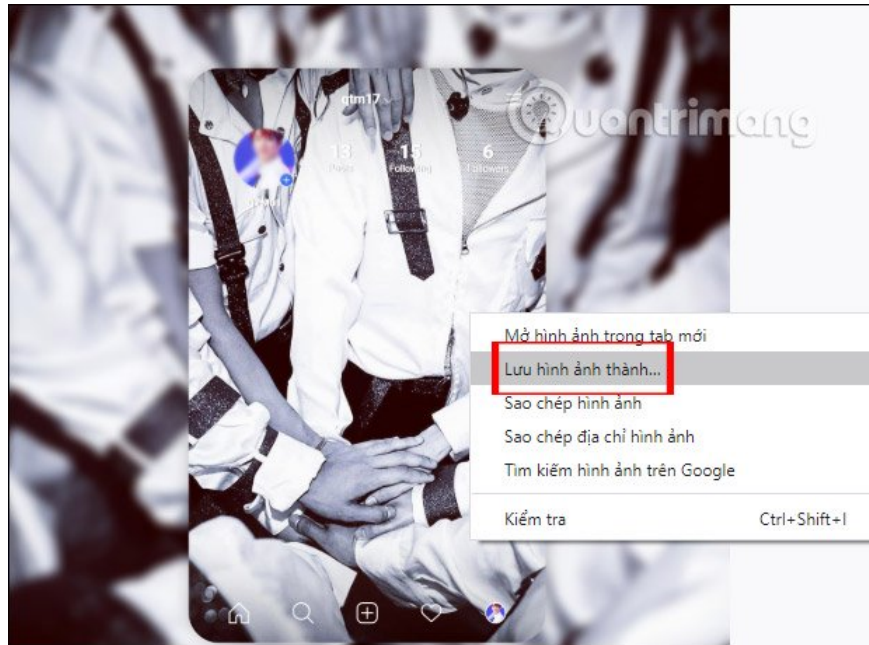 qtm17
Quantrimang
13
15
6
Posts
Following
Followers
Mở hình ảnh trong tab mới
Lưu hình ảnh thành...
Sao chép hình ảnh
Sao chép địa chỉ hình ảnh
Tìm kiếm hình ảnh trên Google
Kiểm tra
Ctrl+Shift+I